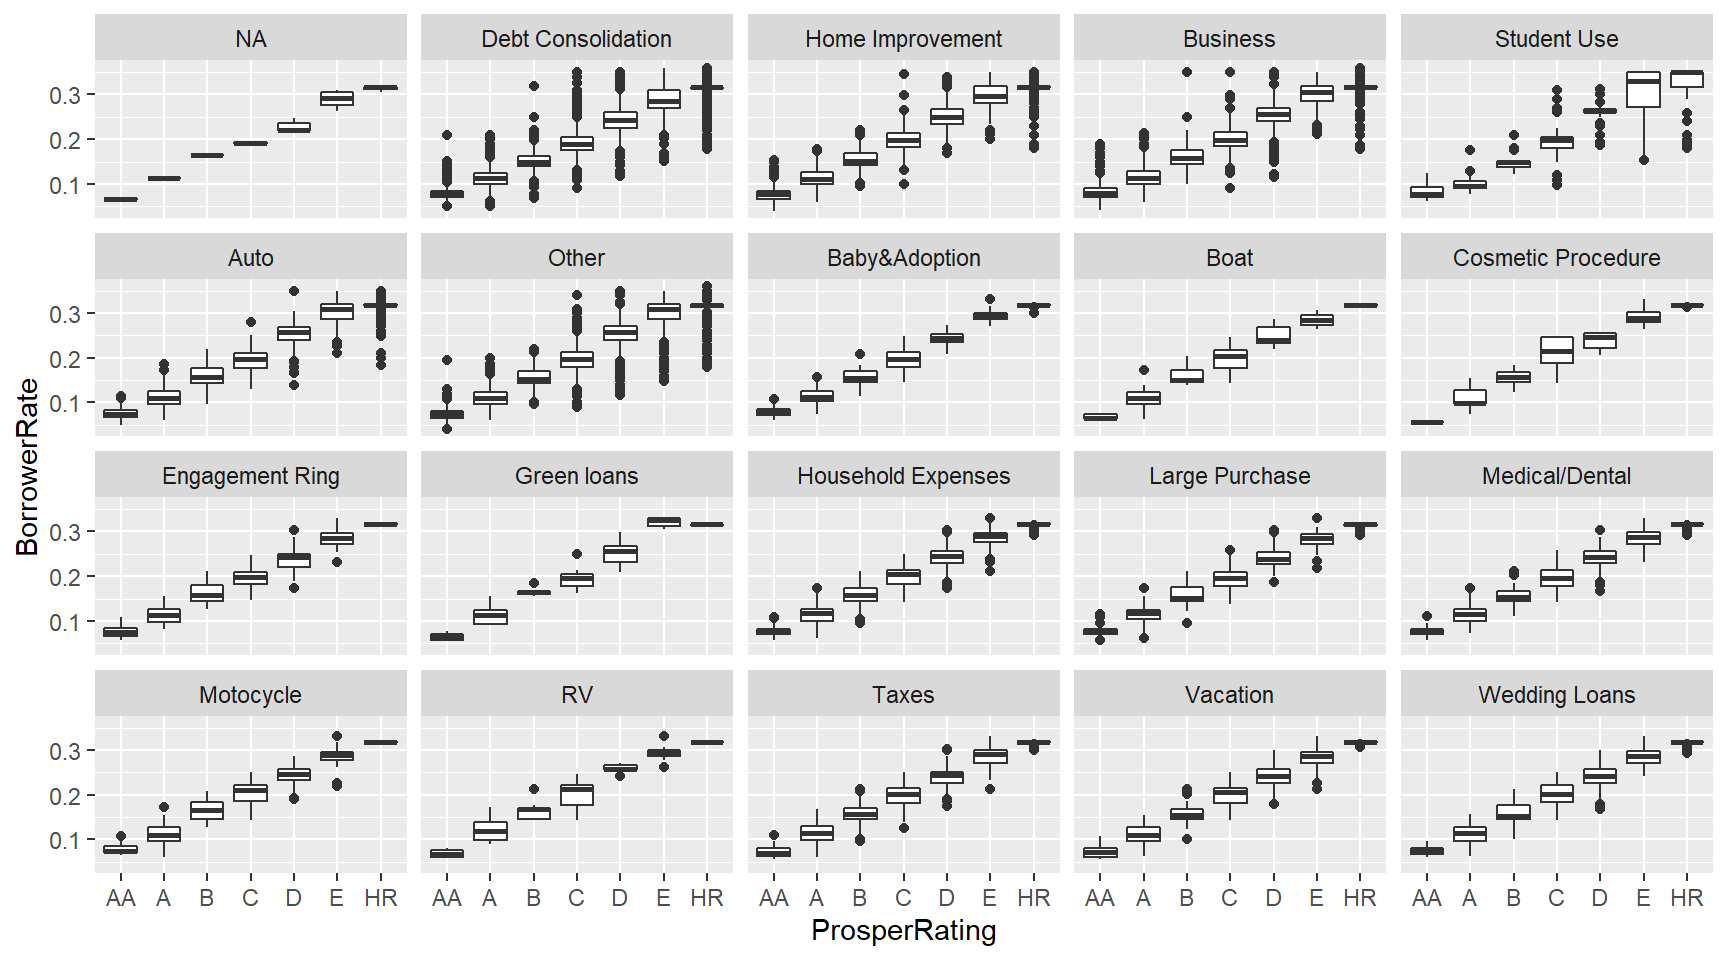 NA
Debt Consolidation
Home Improvement
Business
Student Use
0.3
0.2
0.1
Auto
Other
Baby&Adoption
Boat
Cosmetic Procedure
0.3
0.2
0.1
Engagement Ring
Green loans
Household Expenses
Large Purchase
Medical/Dental
0.3
0.2
0.1
Motocycle
RV
Taxes
Vacation
Wedding Loans
0.3
0.2
0.1
AA A B C D E HR
AA A B C D E HR
AA A B C D E HR
AA A B C D E HR
AA A B C D E HR
ProsperRating
BorrowerRate